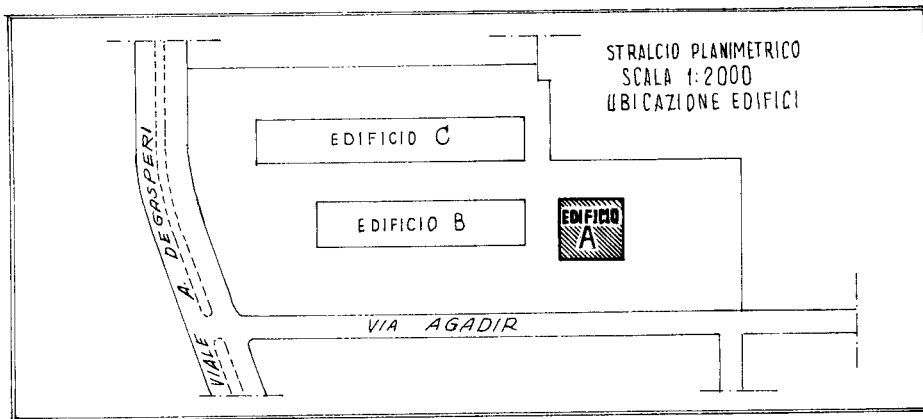 STRALCIO PLANIMETRICO
SCALA 1:2000
UBICAZIONE EDIFICI
EDIFICIO C
EDIFICIO B
EDIFICIO
A
VIALE A. DEGASPERI
VIA AGADIR